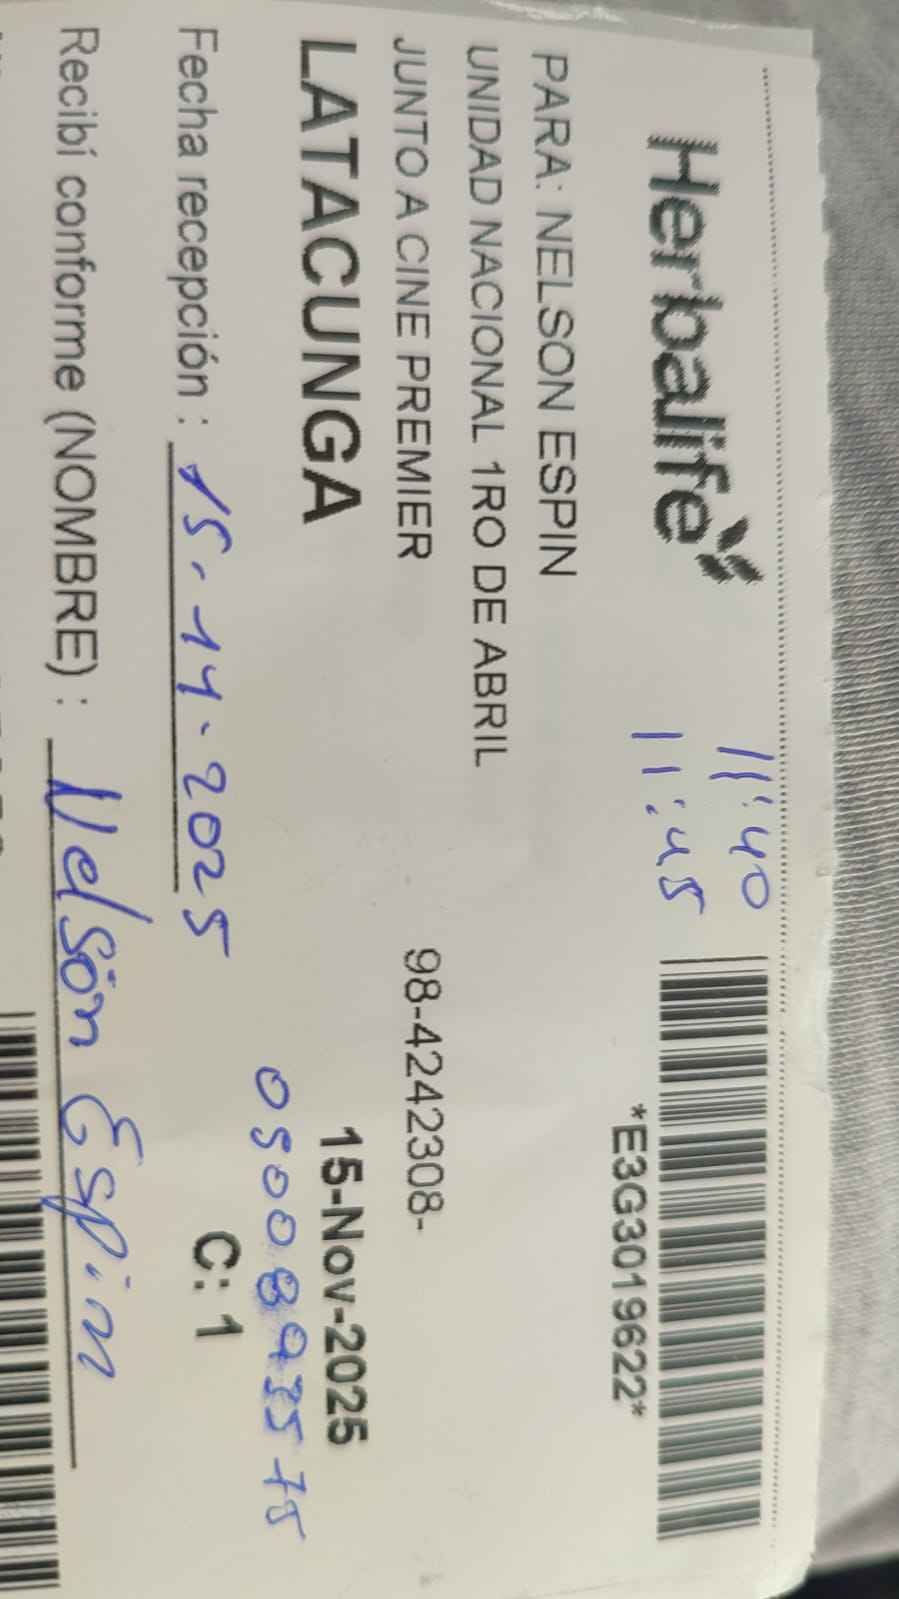 Herbalife
11:40
11:45
*E3G3019622*
PARA: NELSON ESPIN
UNIDAD NACIONAL 1RO DE ABRIL
JUNTO A CINE PREMIER
98-4242308-
LATACUNGA
15-Nov-2025
Fecha recepción : 15-11-2025
C: 1
Recibí conforme (NOMBRE) : Nelson Espin